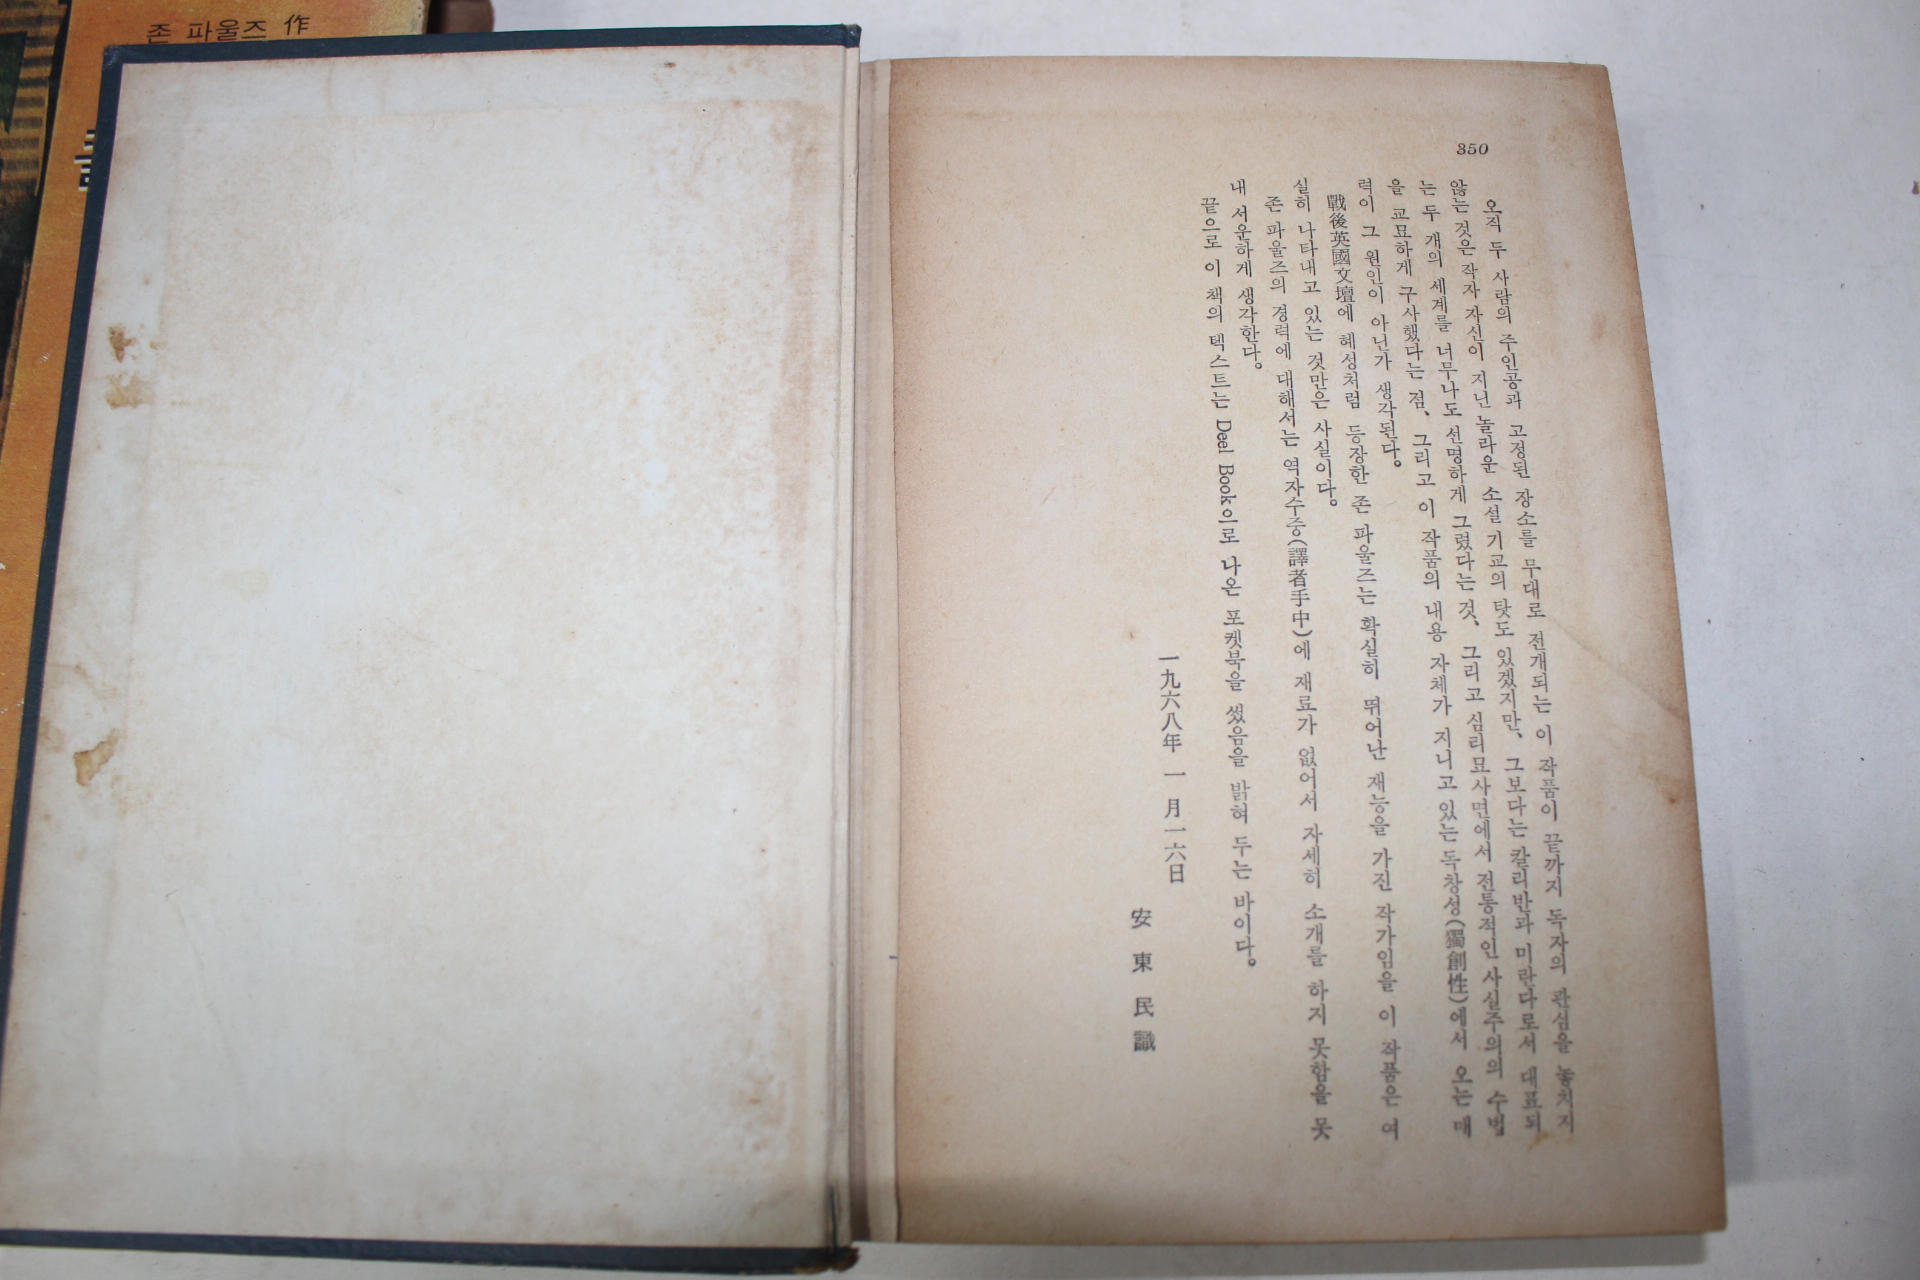 존 파울즈 作
350
오직 두 사람의 주인공과 고정된 장소를 무대로 전개되는 이 작품이 끝까지 독자의 관심을 놓치지
않는 것은 작자 자신이 지닌 놀라운 소설 기교의 탓도 있겠지만、 그보다는 칼리반과 미란다로서 대표되
는 두 개의 세계를 너무나도 선명하게 그렸다는 것、 그리고 심리묘사면에서 전통적인 사실주의의 수법
을 교묘하게 구사했다는 점、 그리고 이 작품의 내용 자체가 지니고 있는 독창성(獨創性)에서 오는 매
력이 그 원인이 아닌가 생각된다。
戰後英國文壇에 혜성처럼 등장한 존 파울즈는 확실히 뛰어난 재능을 가진 작가임을 이 작품은 여
실히 나타내고 있는 것만은 사실이다。
존 파울즈의 경력에 대해서는 역자수중(譯者手中)에 재료가 없어서 자세히 소개를 하지 못함을 못
내 서운하게 생각한다。
끝으로 이 책의 텍스트는 Deel Book으로 나온 포켓북을 썼음을 밝혀 두는 바이다。
一九六八年 一月一六日
安東民識